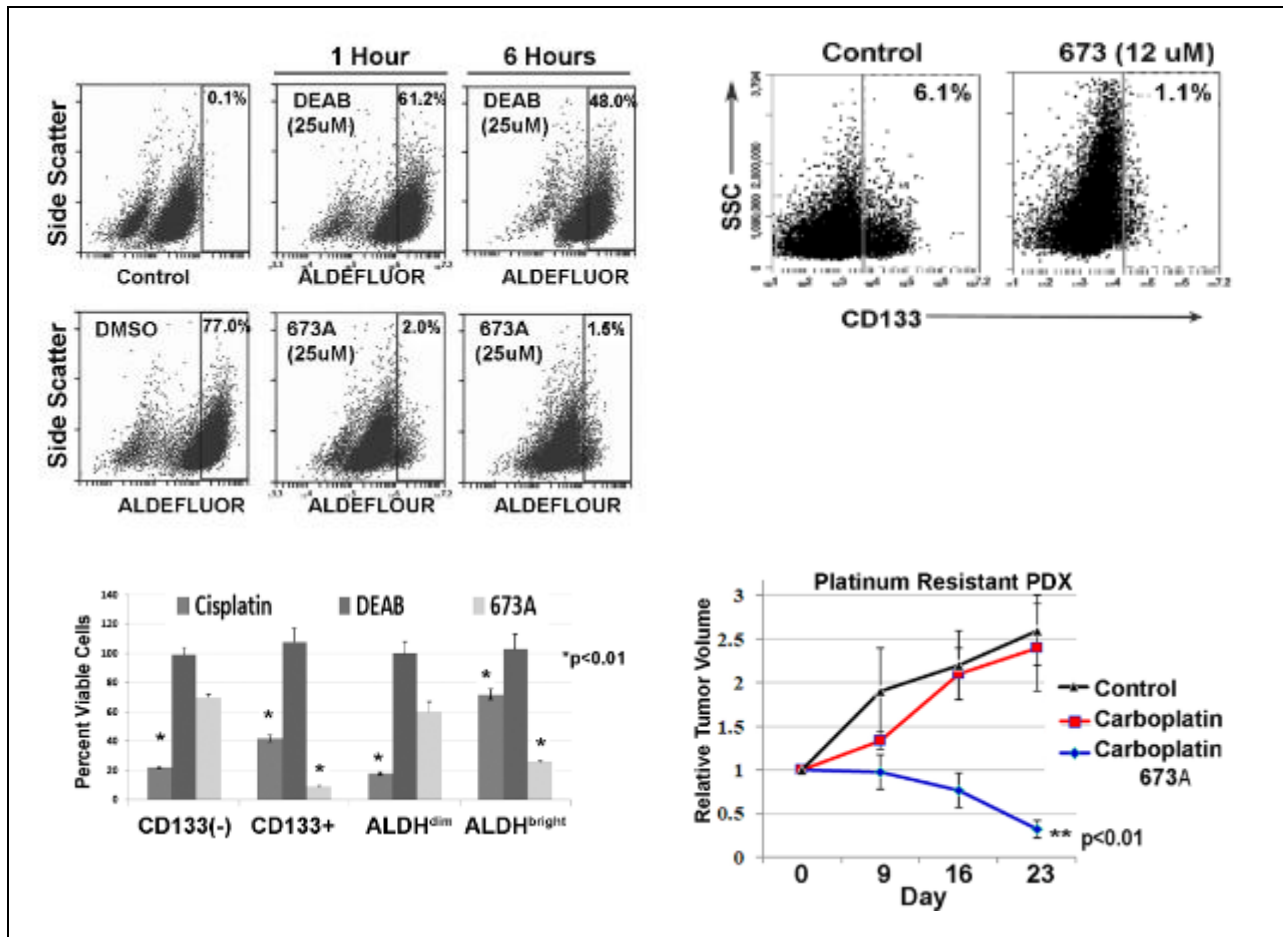 1 Hour
6 Hours
0.1%
DEAB
(25uM)
61.2%
DEAB
(25uM)
48.0%
Side Scatter
Control
ALDEFLUOR
ALDEFLUOR
DMSO
77.0%
673A
(25uM)
2.0%
673A
(25uM)
1.5%
Side Scatter
ALDEFLUOR
ALDEFLOUR
ALDEFLOUR
Control
673 (12 uM)
6.1%
1.1%
SSC
CD133
Cisplatin
DEAB
673A
*p<0.01
Percent Viable Cells
140
120
100
80
60
40
20
0
* * * * * *
CD133(-)
CD133+
ALDHdim
ALDHbright
Platinum Resistant PDX
Relative Tumor Volume
3
2.5
2
1.5
1
0.5
0
Control
Carboplatin
Carboplatin
673A
** p<0.01
0 9 16 23
Day